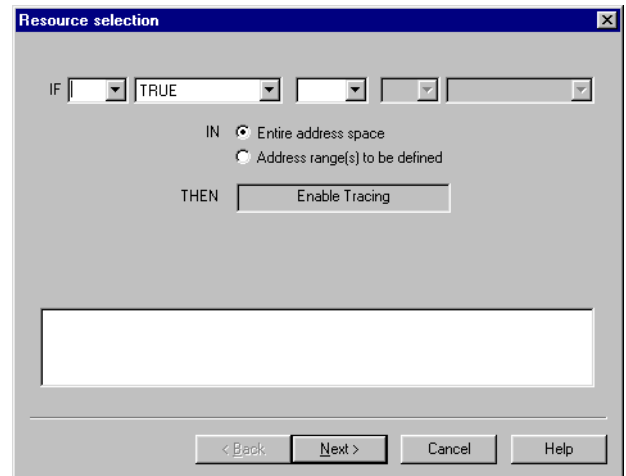 Resource selection
IF TRUE
IN Entire address space
Address range(s) to be defined
THEN Enable Tracing
< Back Next > Cancel Help